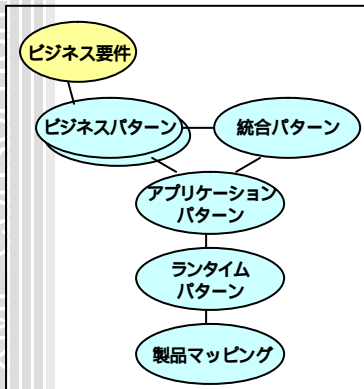 ビジネス要件
ビジネスパターン
統合パターン
アプリケーション
パターン
ランタイム
パターン
製品マッピング